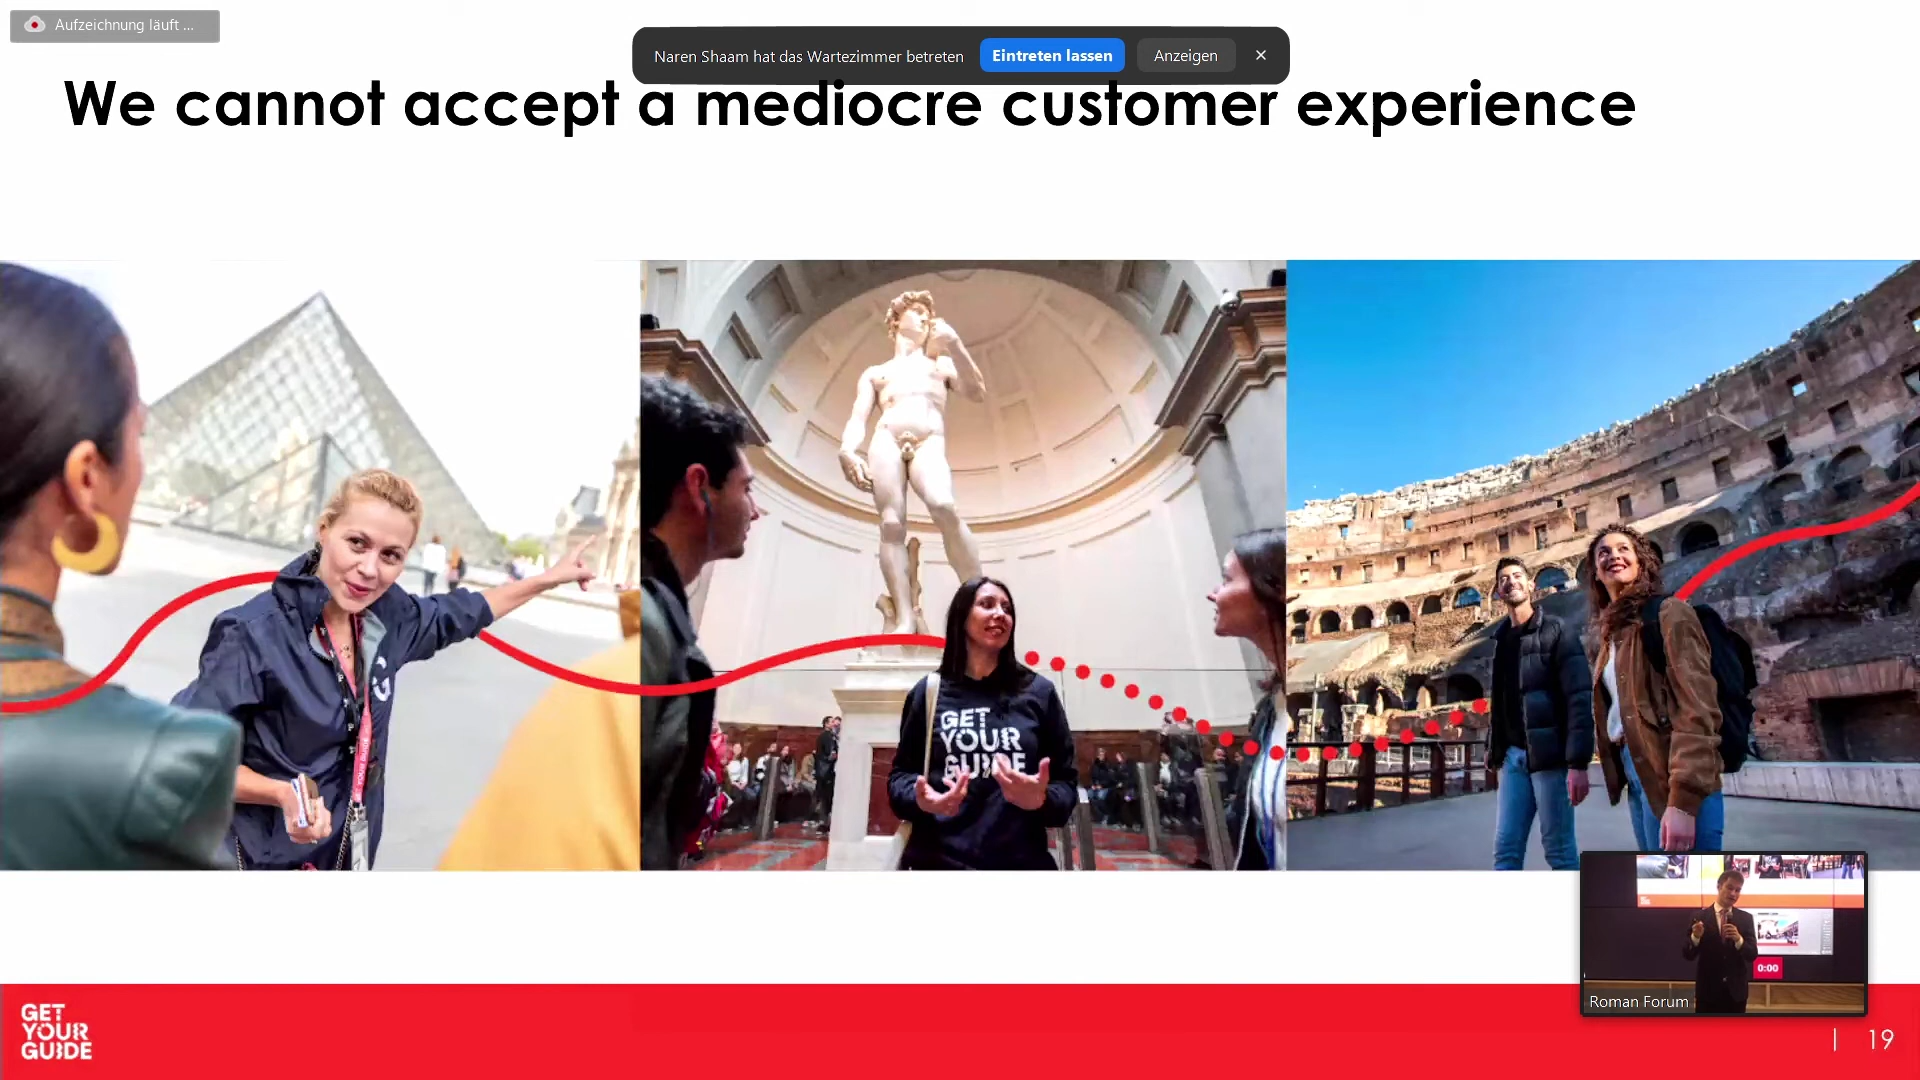 Aufzeichnung läuft ...
Naren Shaam hat das Wartezimmer betreten
Eintreten lassen
Anzeigen
We cannot accept a mediocre customer experience
GET
YOUR
GUIDE
0:00
Roman Forum
GET
YOUR
GUIDE
| 19